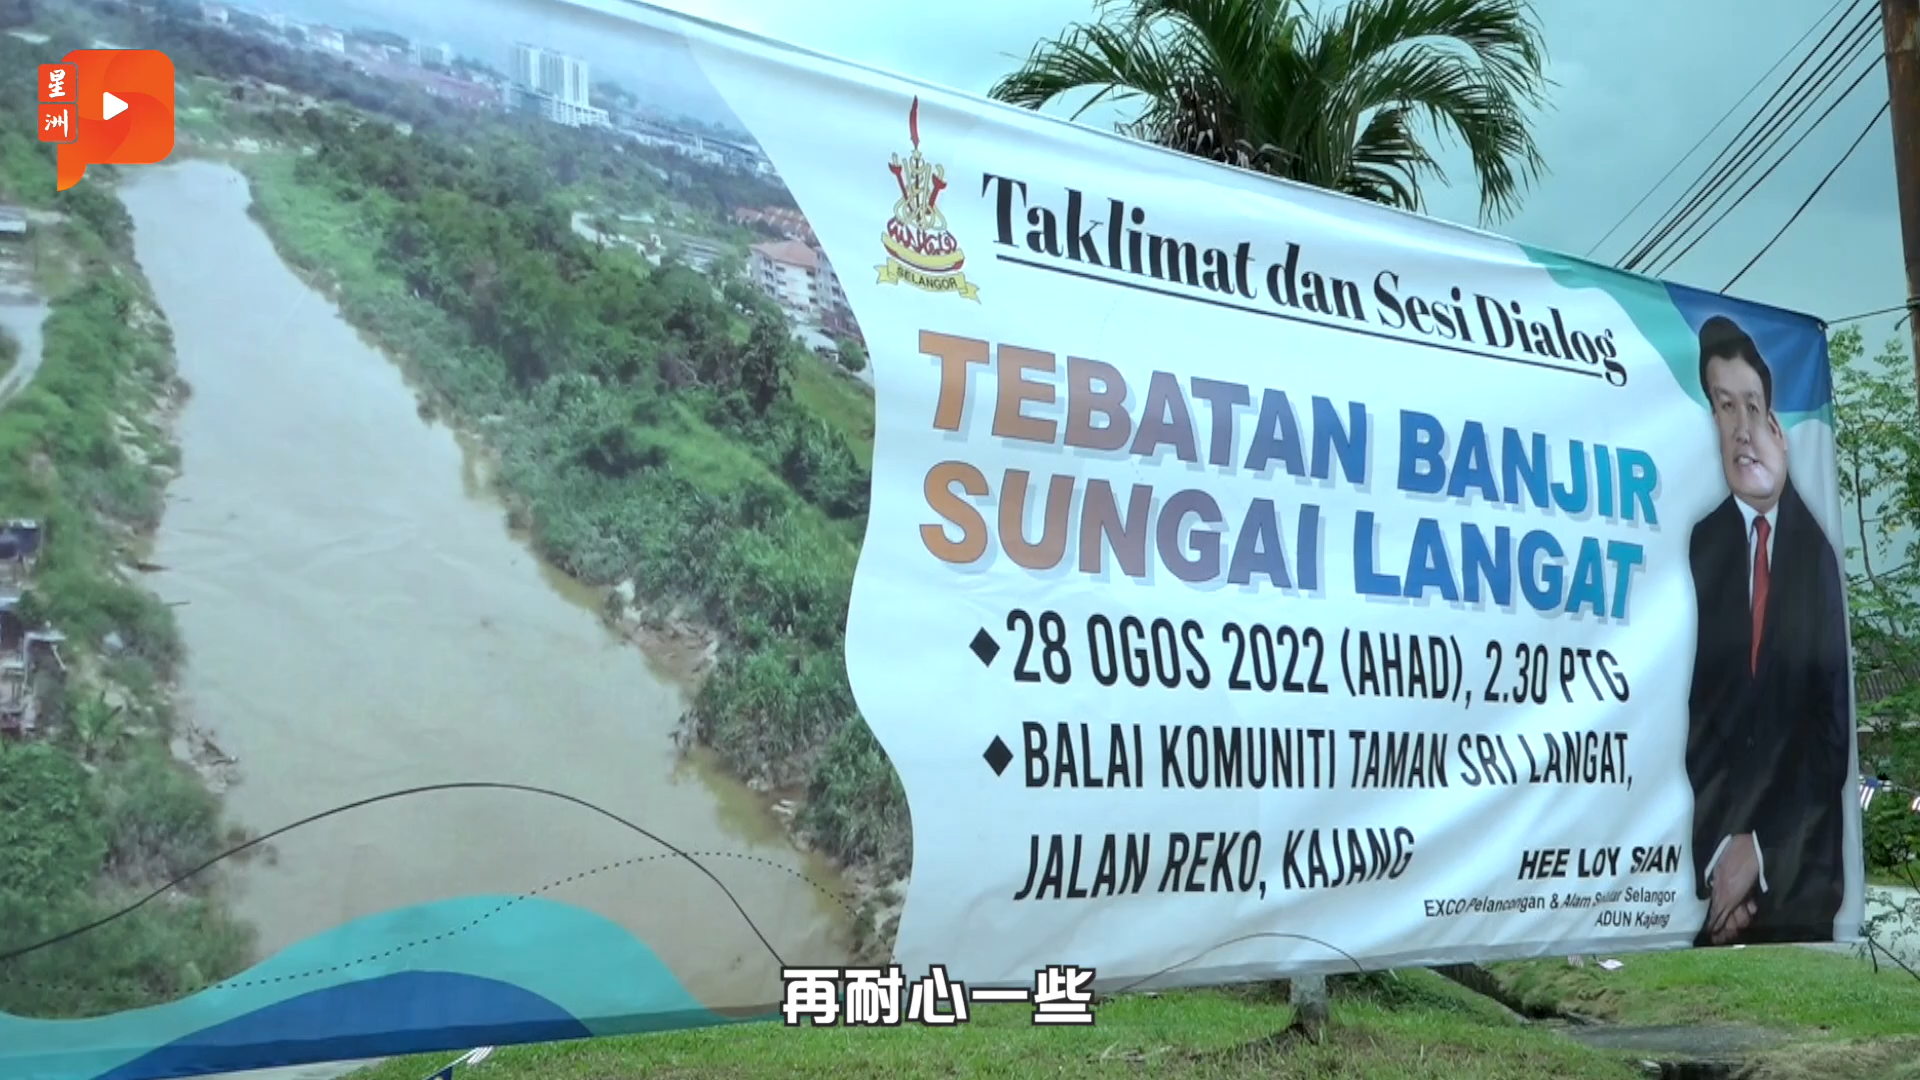 星洲
SELANGOR
Taklimat dan Sesi Dialog
TEBATAN BANJIR
SUNGAI LANGAT
◆28 OGOS 2022 (AHAD), 2.30 PTG
◆BALAI KOMUNITI TAMAN SRI LANGAT,
JALAN REKO, KAJANG
HEE LOY SIAN
EXCO Pelancongan & Alam Sekitar Selangor
ADUN Kajang
再耐心一些